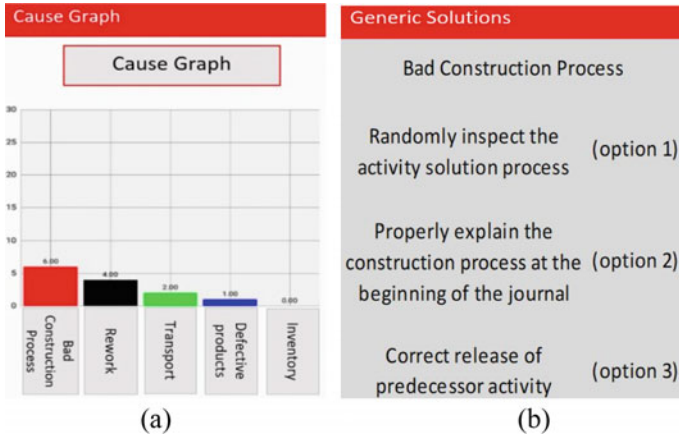 Cause Graph
Cause Graph
30
25
20
15
10
5
0
6.00
4.00
2.00
1.00
0.00
Bad
Construction
Process
Rework
Transport
Defective
products
Inventory
(a)
Generic Solutions
Bad Construction Process
Randomly inspect the
activity solution process
(option 1)
Properly explain the
construction process at the
beginning of the journal
(option 2)
Correct release of
predecessor activity
(option 3)
(b)